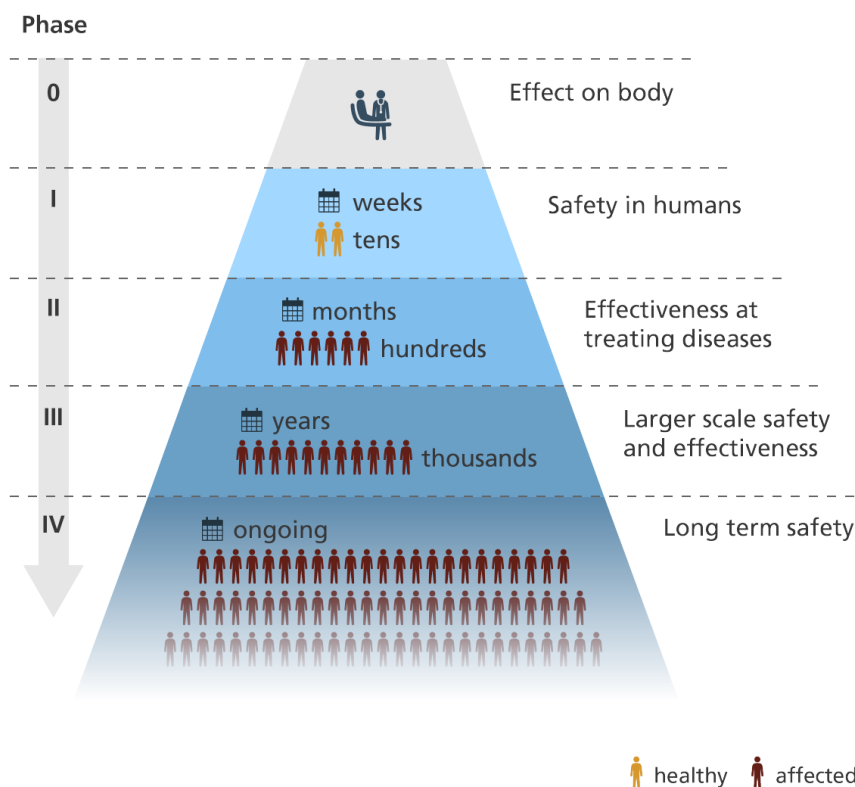 Phase
0
Effect on body
I
weeks
tens
Safety in humans
II
months
hundreds
Effectiveness at
treating diseases
III
years
thousands
Larger scale safety
and effectiveness
IV
ongoing
Long term safety
healthy
affected